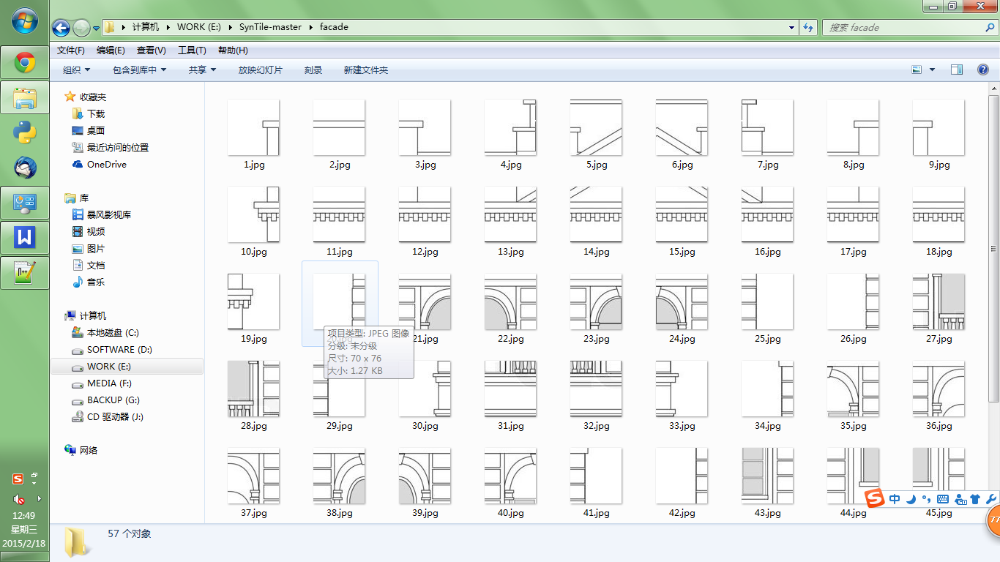 计算机 WORK (E:) SynTile-master facade
搜索 facade
文件(F) 编辑(E) 查看(V) 工具(T) 帮助(H)
组织 包含到库中 共享 放映幻灯片 刻录 新建文件夹
收藏夹
下载
桌面
最近访问的位置
OneDrive
库
暴风影视库
视频
图片
文档
音乐
计算机
本地磁盘 (C:)
SOFTWARE (D:)
WORK (E:)
MEDIA (F:)
BACKUP (G:)
CD 驱动器 (J:)
网络
1.jpg 2.jpg 3.jpg 4.jpg 5.jpg 6.jpg 7.jpg 8.jpg 9.jpg
10.jpg 11.jpg 12.jpg 13.jpg 14.jpg 15.jpg 16.jpg 17.jpg 18.jpg
19.jpg 20.jpg 21.jpg 22.jpg 23.jpg 24.jpg 25.jpg 26.jpg 27.jpg
项目类型: JPEG 图像
分级: 未分级
尺寸: 70 x 76
大小: 1.27 KB
28.jpg 29.jpg 30.jpg 31.jpg 32.jpg 33.jpg 34.jpg 35.jpg 36.jpg
37.jpg 38.jpg 39.jpg 40.jpg 41.jpg 42.jpg 43.jpg 44.jpg 45.jpg
S 中
77
57 个对象
W
n++
S
12:49
星期三
2015/2/18